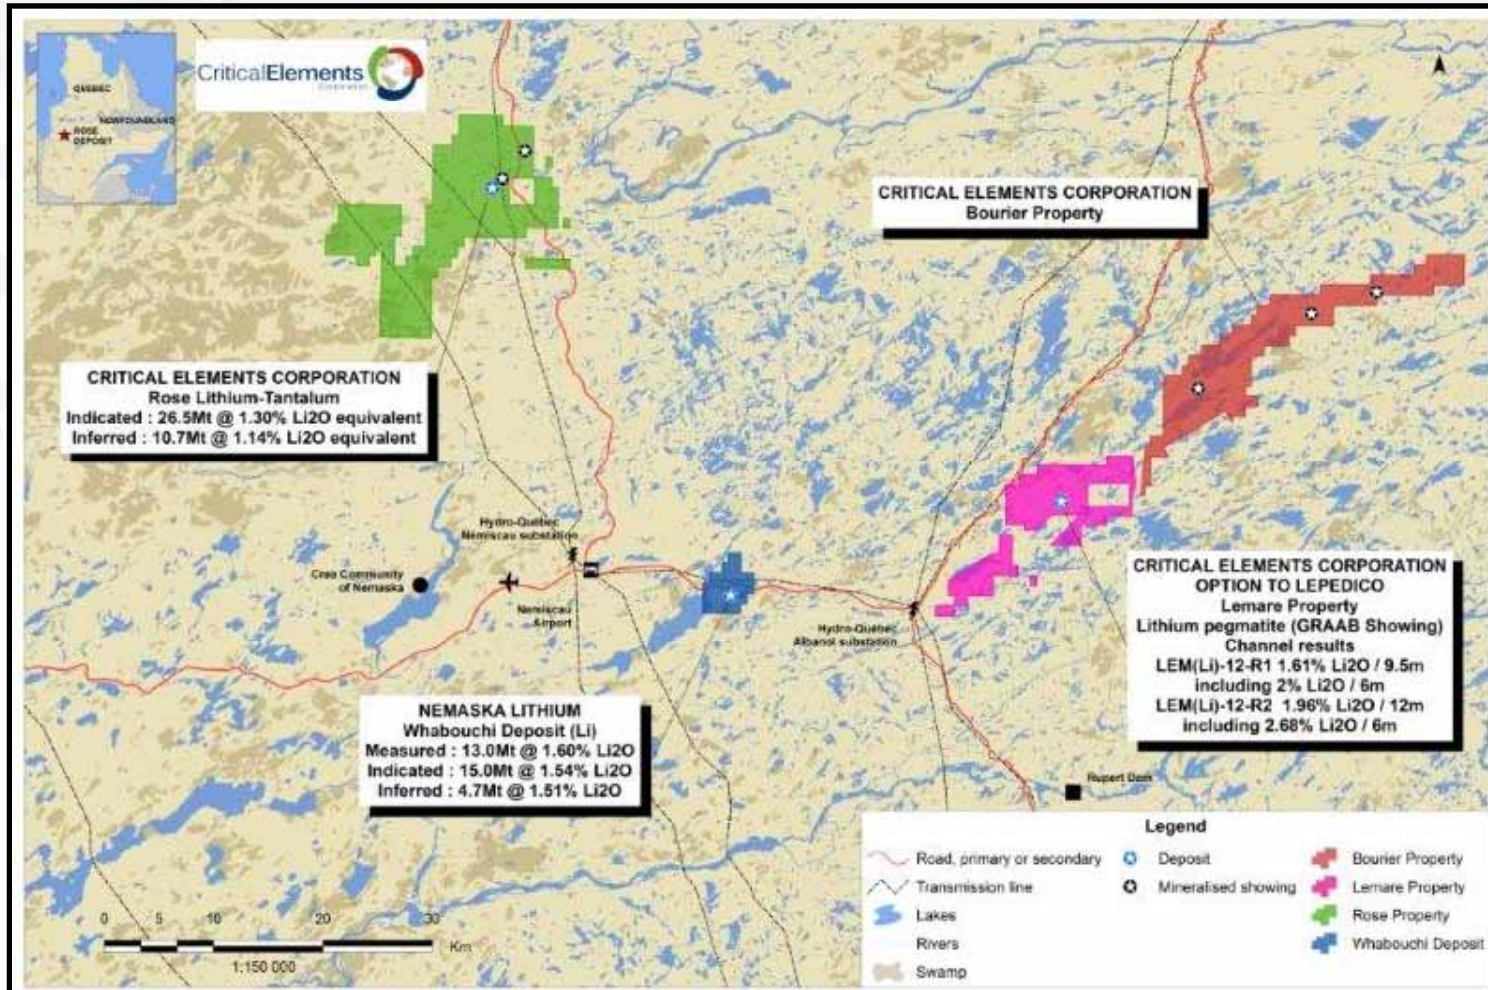 QUEBEC
NEWFOUNDLAND
ROSE
DEPOSIT
CriticalElements
Corporation
CRITICAL ELEMENTS CORPORATION
Bourier Property
CRITICAL ELEMENTS CORPORATION
Rose Lithium-Tantalum
Indicated : 26.5Mt @ 1.30% Li2O equivalent
Inferred : 10.7Mt @ 1.14% Li2O equivalent
Hydro-Québec
Nemiscau substation
Cree Community
of Nemaska
Nemiscau
Airport
Hydro-Québec
Albanel substation
CRITICAL ELEMENTS CORPORATION
OPTION TO LEPEDICO
Lemare Property
Lithium pegmatite (GRAAB Showing)
Channel results
LEM(Li)-12-R1 1.61% Li2O / 9.5m
including 2% Li2O / 6m
LEM(Li)-12-R2 1.96% Li2O / 12m
including 2.68% Li2O / 6m
NEMASKA LITHIUM
Whabouchi Deposit (Li)
Measured : 13.0Mt @ 1.60% Li2O
Indicated : 15.0Mt @ 1.54% Li2O
Inferred : 4.7Mt @ 1.51% Li2O
Rupert Dam
Legend
Road, primary or secondary
Transmission line
Lakes
Rivers
Swamp
Deposit
Mineralised showing
Bourier Property
Lemare Property
Rose Property
Whabouchi Deposit
0 5 10 20 30
Km
1:150 000